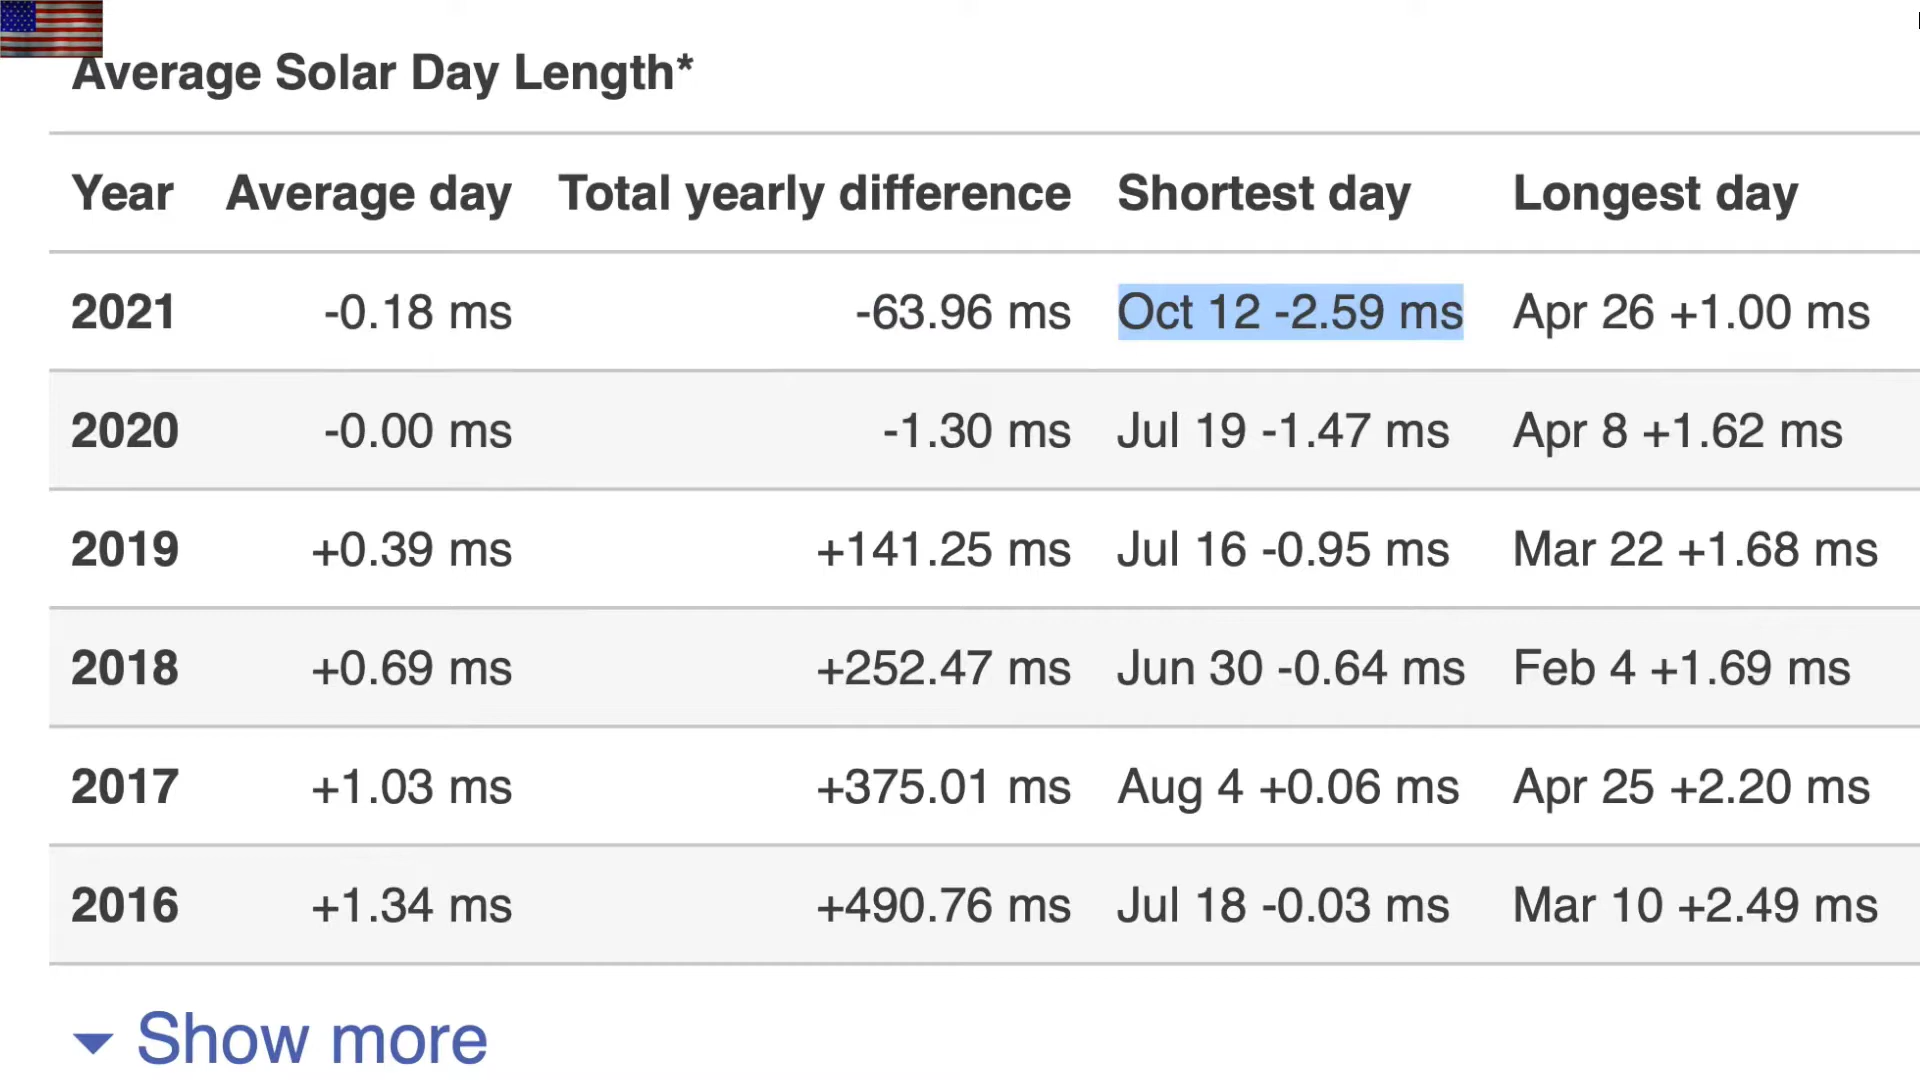 Average Solar Day Length*
Year Average day Total yearly difference Shortest day Longest day
2021 -0.18 ms -63.96 ms Oct 12 -2.59 ms Apr 26 +1.00 ms
2020 -0.00 ms -1.30 ms Jul 19 -1.47 ms Apr 8 +1.62 ms
2019 +0.39 ms +141.25 ms Jul 16 -0.95 ms Mar 22 +1.68 ms
2018 +0.69 ms +252.47 ms Jun 30 -0.64 ms Feb 4 +1.69 ms
2017 +1.03 ms +375.01 ms Aug 4 +0.06 ms Apr 25 +2.20 ms
2016 +1.34 ms +490.76 ms Jul 18 -0.03 ms Mar 10 +2.49 ms
Show more